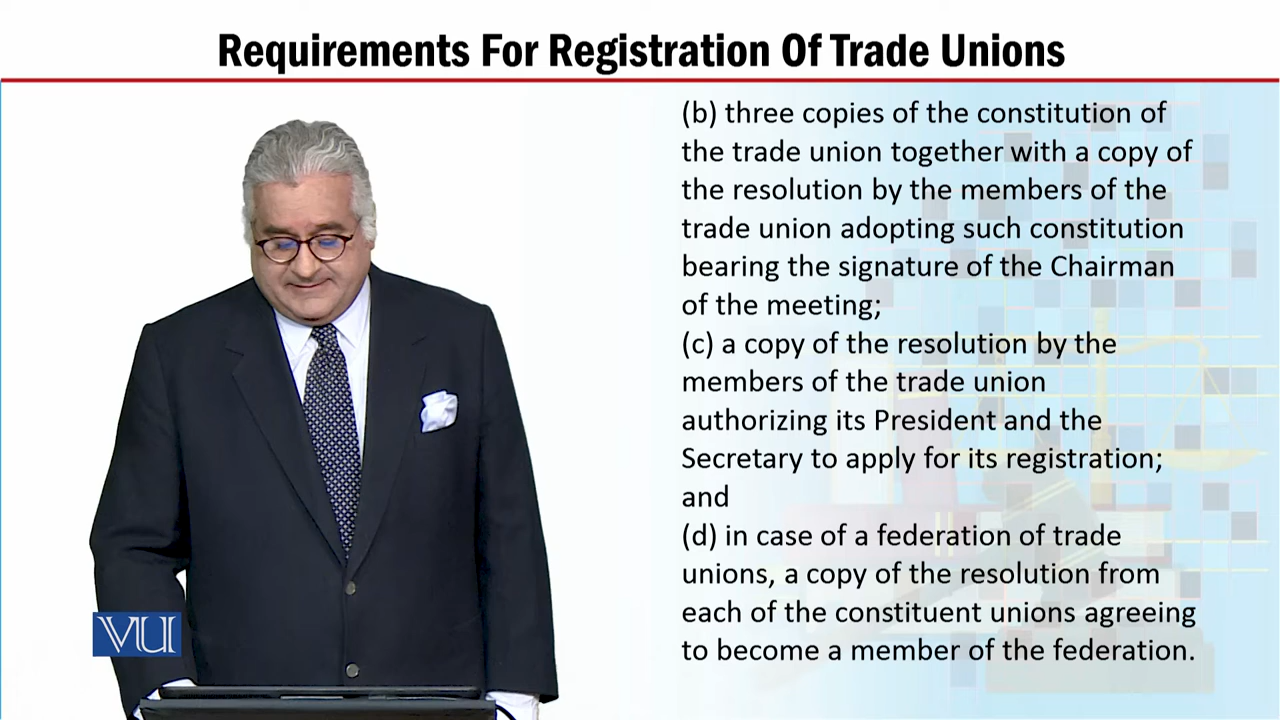 Requirements For Registration Of Trade Unions
(b) three copies of the constitution of
the trade union together with a copy of
the resolution by the members of the
trade union adopting such constitution
bearing the signature of the Chairman
of the meeting;
(c) a copy of the resolution by the
members of the trade union
authorizing its President and the
Secretary to apply for its registration;
and
(d) in case of a federation of trade
unions, a copy of the resolution from
each of the constituent unions agreeing
to become a member of the federation.
VU